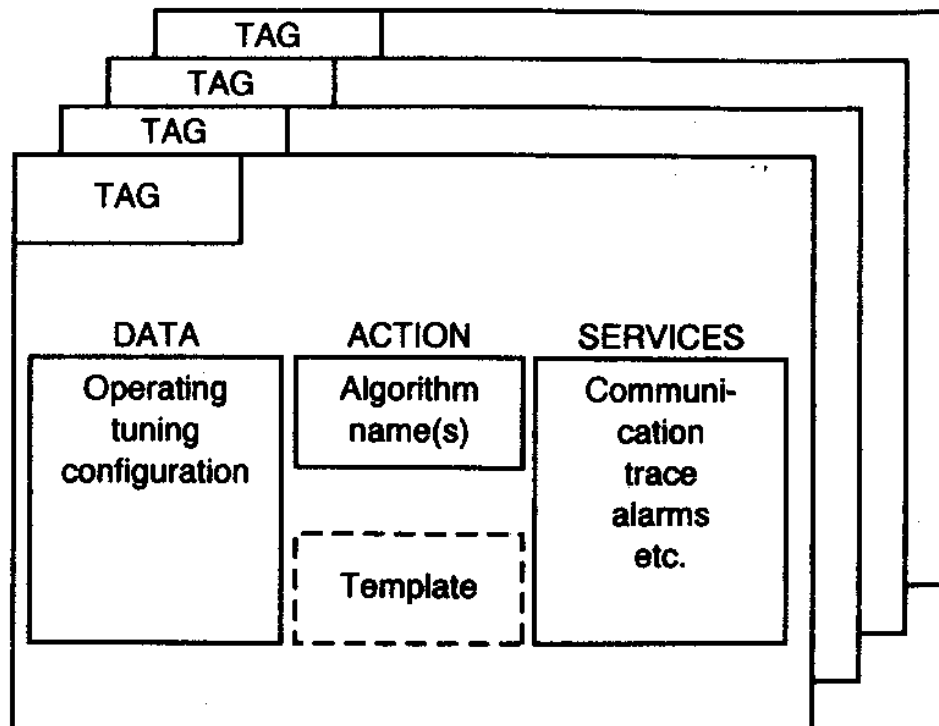 TAG
TAG
TAG
TAG
DATA
Operating
tuning
configuration
ACTION
Algorithm
name(s)
Template
SERVICES
Communi-
cation
trace
alarms
etc.